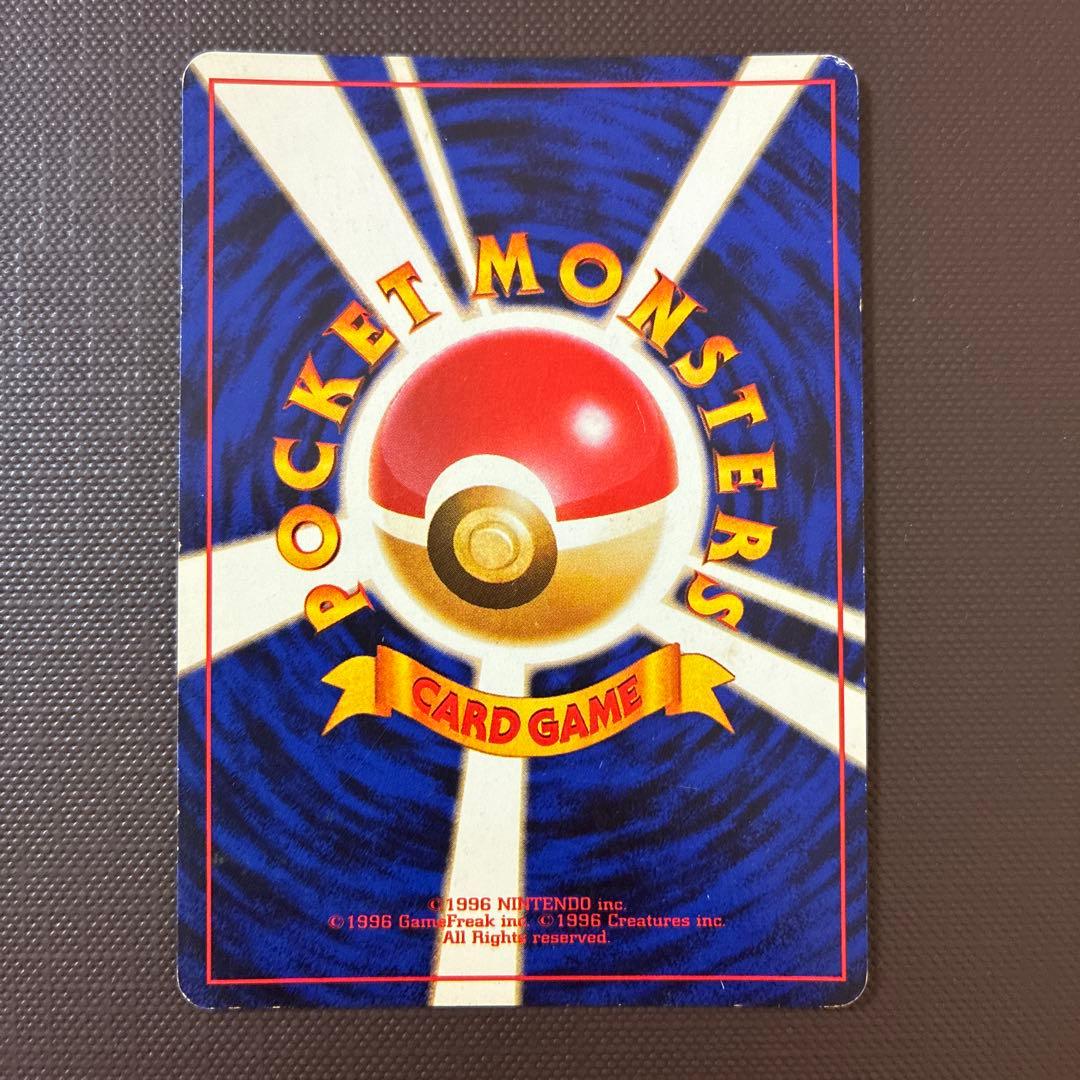 POCKET MONSTERS
CARD GAME
©1996 NINTENDO inc.
©1996 GameFreak inc. ©1996 Creatures inc.
All Rights reserved.